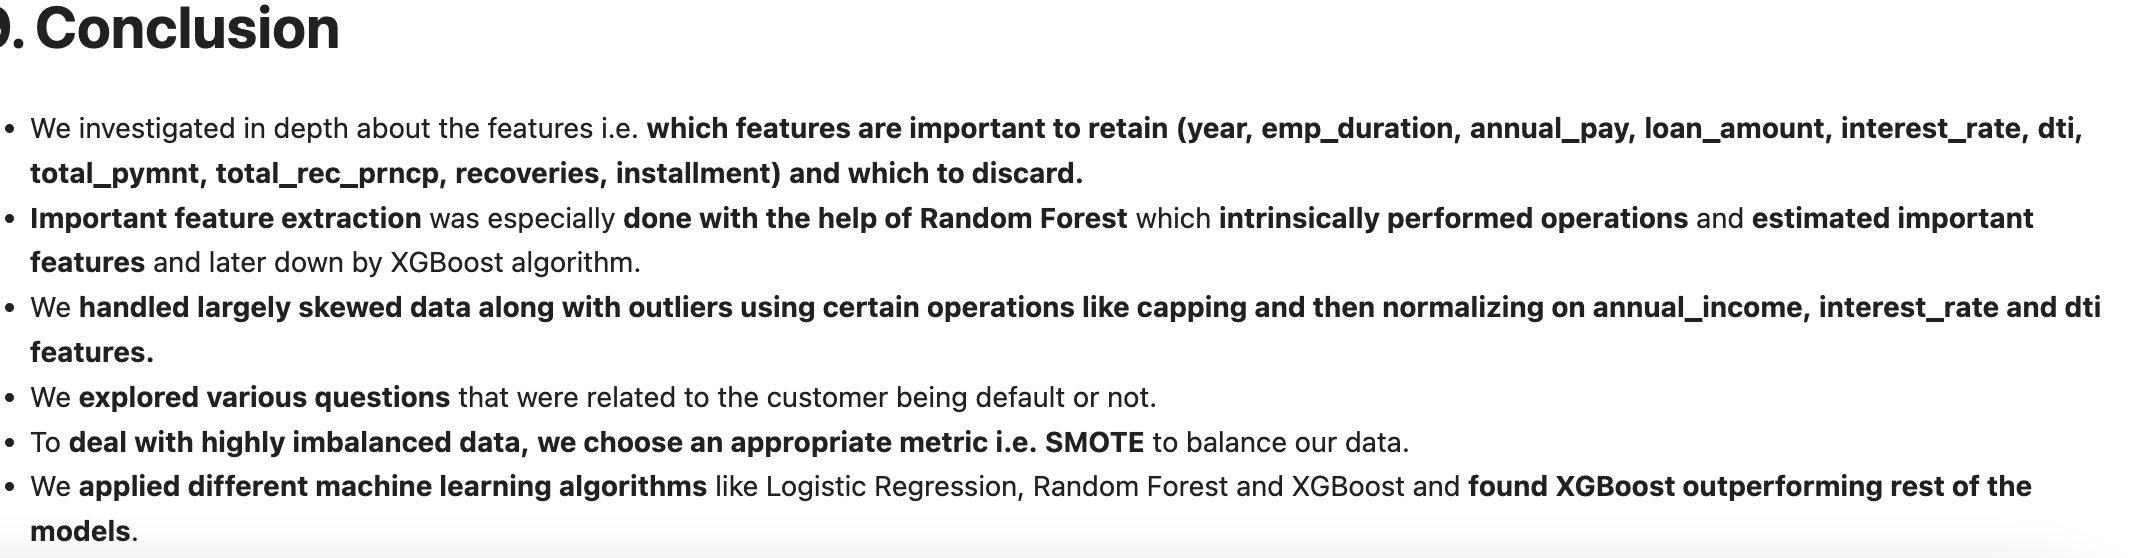 9. Conclusion
• We investigated in depth about the features i.e. which features are important to retain (year, emp_duration, annual_pay, loan_amount, interest_rate, dti,
total_pymnt, total_rec_prncp, recoveries, installment) and which to discard.
• Important feature extraction was especially done with the help of Random Forest which intrinsically performed operations and estimated important
features and later down by XGBoost algorithm.
• We handled largely skewed data along with outliers using certain operations like capping and then normalizing on annual_income, interest_rate and dti
features.
• We explored various questions that were related to the customer being default or not.
• To deal with highly imbalanced data, we choose an appropriate metric i.e. SMOTE to balance our data.
• We applied different machine learning algorithms like Logistic Regression, Random Forest and XGBoost and found XGBoost outperforming rest of the
models.